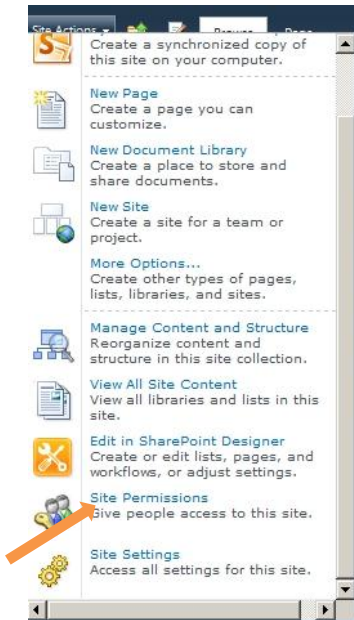 Site Actions
Create a synchronized copy of
this site on your computer.
New Page
Create a page you can
customize.
New Document Library
Create a place to store and
share documents.
New Site
Create a site for a team or
project.
More Options...
Create other types of pages,
lists, libraries, and sites.
Manage Content and Structure
Reorganize content and
structure in this site collection.
View All Site Content
View all libraries and lists in this
site.
Edit in SharePoint Designer
Create or edit lists, pages, and
workflows, or adjust settings.
Site Permissions
Give people access to this site.
Site Settings
Access all settings for this site.